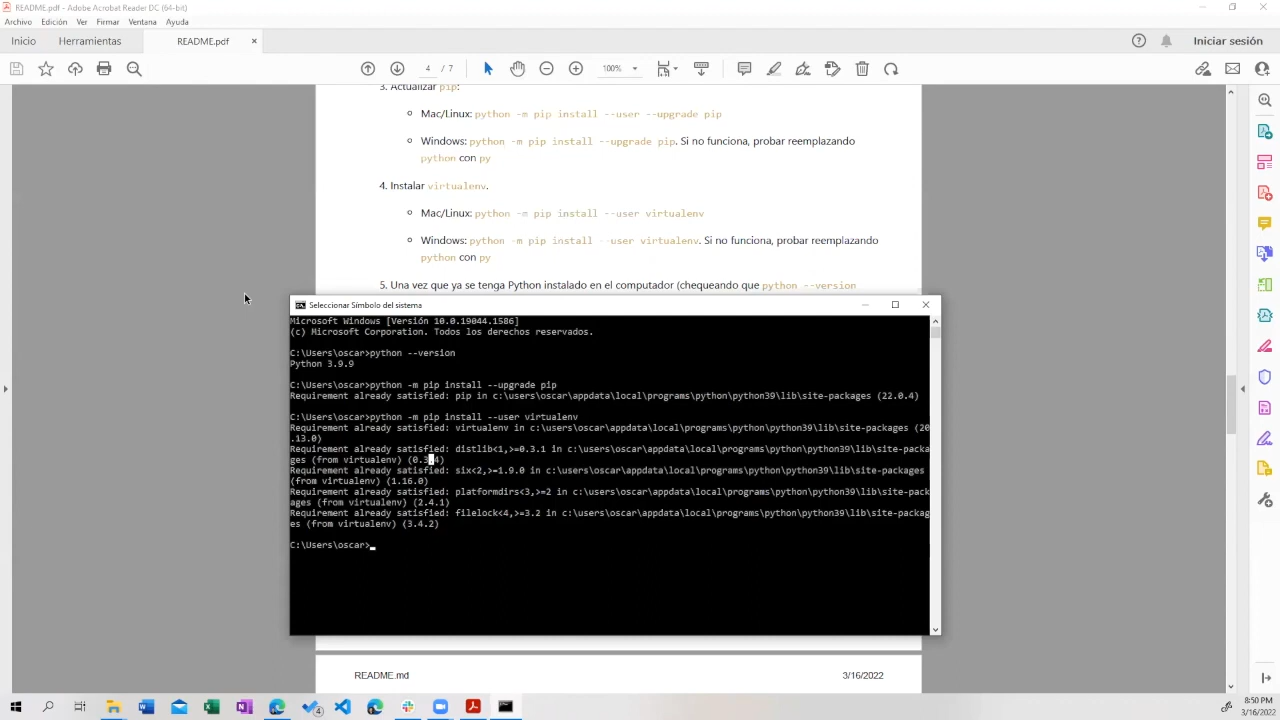 README.pdf - Adobe Acrobat Reader DC (64-bit)
Archivo Edición Ver Firmar Ventana Ayuda
Inicio Herramientas README.pdf Iniciar sesión
4 / 7 100%
3. Actualizar pip:
Mac/Linux: python -m pip install --user --upgrade pip
Windows: python -m pip install --upgrade pip. Si no funciona, probar reemplazando
python con py
4. Instalar virtualenv.
Mac/Linux: python -m pip install --user virtualenv
Windows: python -m pip install --user virtualenv. Si no funciona, probar reemplazando
python con py
5. Una vez que ya se tenga Python instalado en el computador (chequeando que python --version
Seleccionar Símbolo del sistema
Microsoft Windows [Versión 10.0.19044.1586]
(c) Microsoft Corporation. Todos los derechos reservados.
C:\Users\oscar>python --version
Python 3.9.9
C:\Users\oscar>python -m pip install --upgrade pip
Requirement already satisfied: pip in c:\users\oscar\appdata\local\programs\python\python39\lib\site-packages (22.0.4)
C:\Users\oscar>python -m pip install --user virtualenv
Requirement already satisfied: virtualenv in c:\users\oscar\appdata\local\programs\python\python39\lib\site-packages (20
.13.0)
Requirement already satisfied: distlib<1,>=0.3.1 in c:\users\oscar\appdata\local\programs\python\python39\lib\site-packa
ges (from virtualenv) (0.3.4)
Requirement already satisfied: six<2,>=1.9.0 in c:\users\oscar\appdata\local\programs\python\python39\lib\site-packages
(from virtualenv) (1.16.0)
Requirement already satisfied: platformdirs<3,>=2 in c:\users\oscar\appdata\local\programs\python\python39\lib\site-pack
ages (from virtualenv) (2.4.1)
Requirement already satisfied: filelock<4,>=3.2 in c:\users\oscar\appdata\local\programs\python\python39\lib\site-packag
es (from virtualenv) (3.4.2)
C:\Users\oscar>
README.md 3/16/2022
8:50 PM
3/16/2022